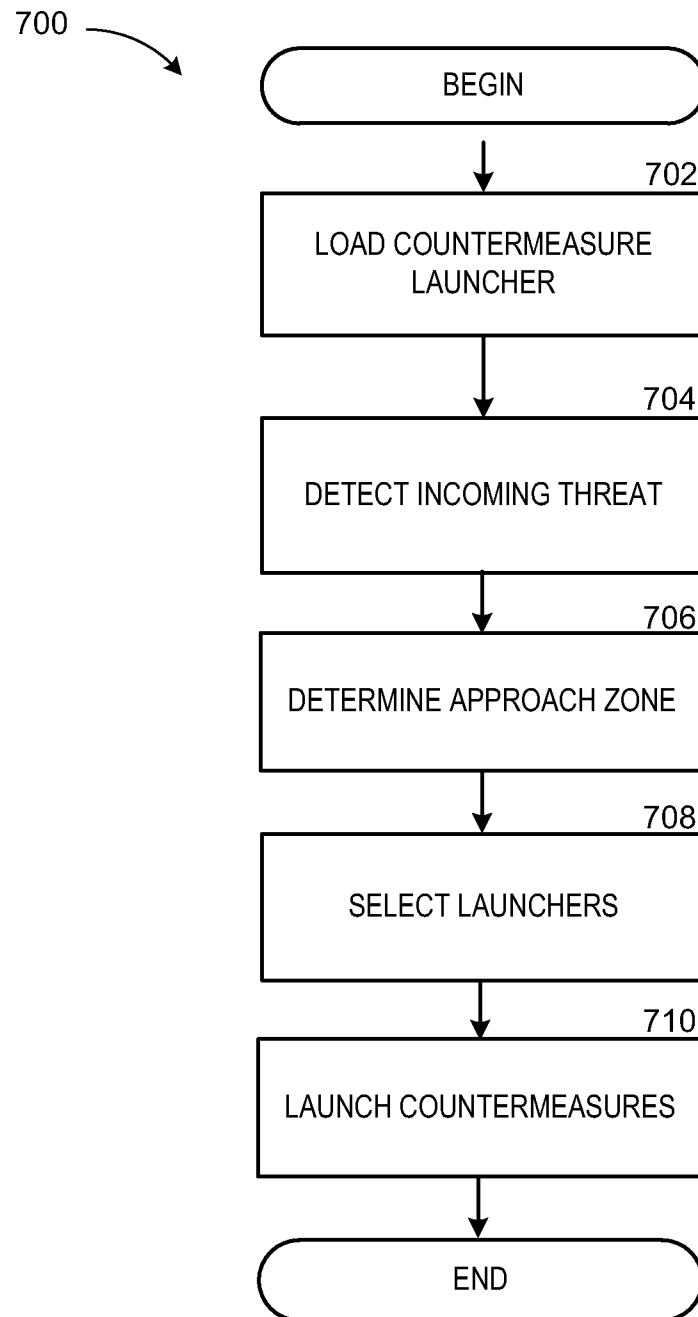 700
BEGIN
702
LOAD COUNTERMEASURE
LAUNCHER
704
DETECT INCOMING THREAT
706
DETERMINE APPROACH ZONE
708
SELECT LAUNCHERS
710
LAUNCH COUNTERMEASURES
END